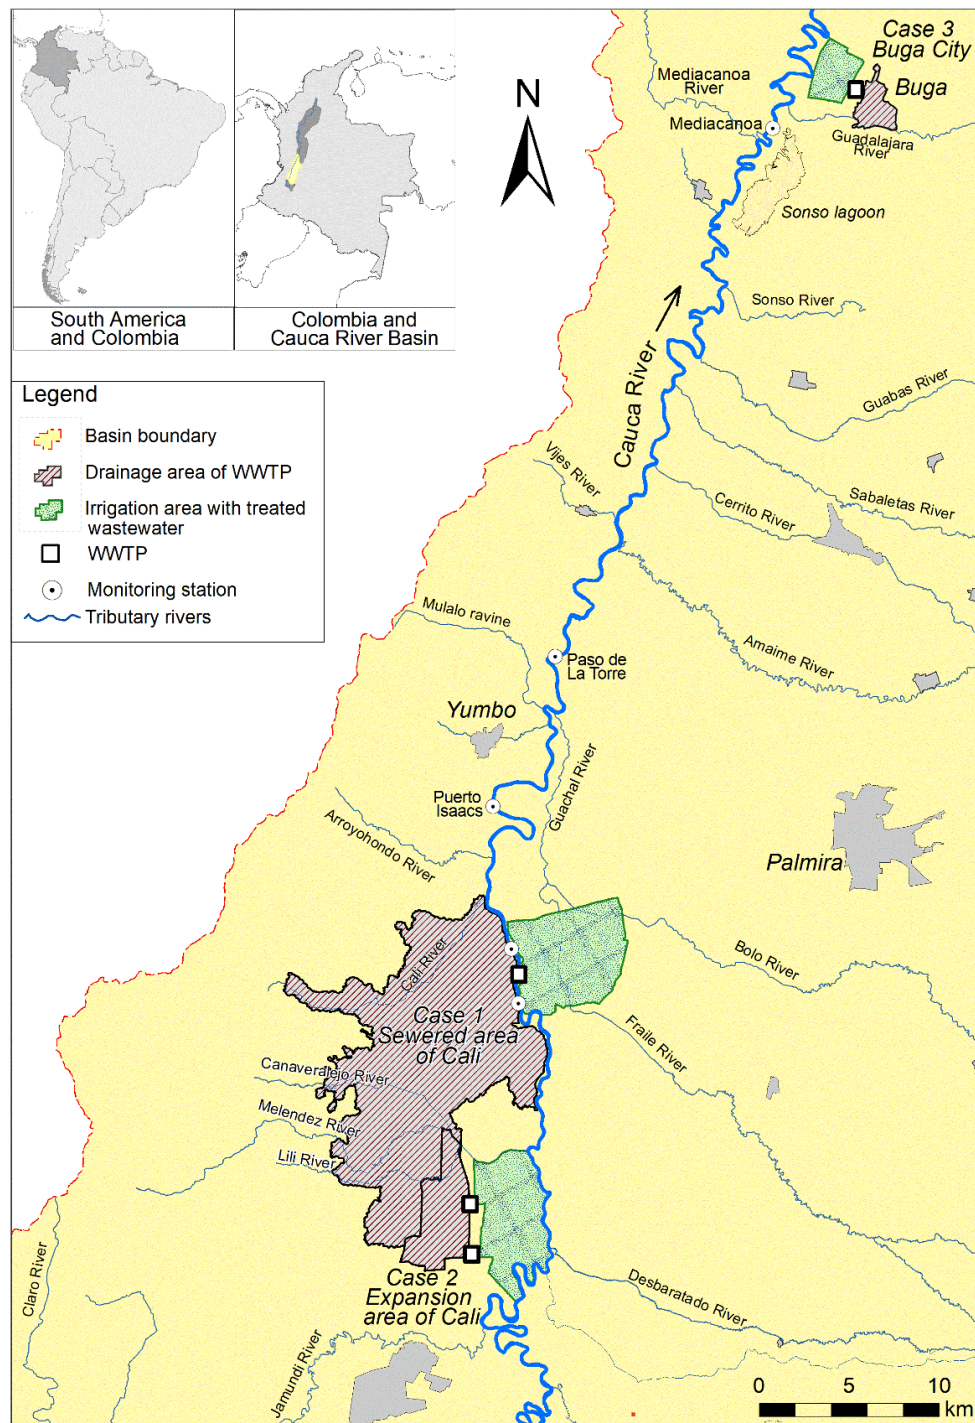 South America
and Colombia
Colombia and
Cauca River Basin
Legend
Basin boundary
Drainage area of WWTP
Irrigation area with treated
wastewater
WWTP
Monitoring station
Tributary rivers
N
Case 3
Buga City
Buga
Mediacanoa
River
Mediacanoa
Guadalajara
River
Sonso lagoon
Sonso River
Cauca River
Guabas River
Vijes River
Sabaletas River
Cerrito River
Mulalo ravine
Amaime River
Paso de
La Torre
Yumbo
Guachal River
Puerto
Isaacs
Arroyohondo River
Palmira
Bolo River
Cali River
Case 1
Sewered area
of Cali
Fraile River
Canaveralejo River
Melendez River
Lili River
Claro River
Case 2
Expansion
area of Cali
Desbaratado River
Jamundi River
0 5 10
km